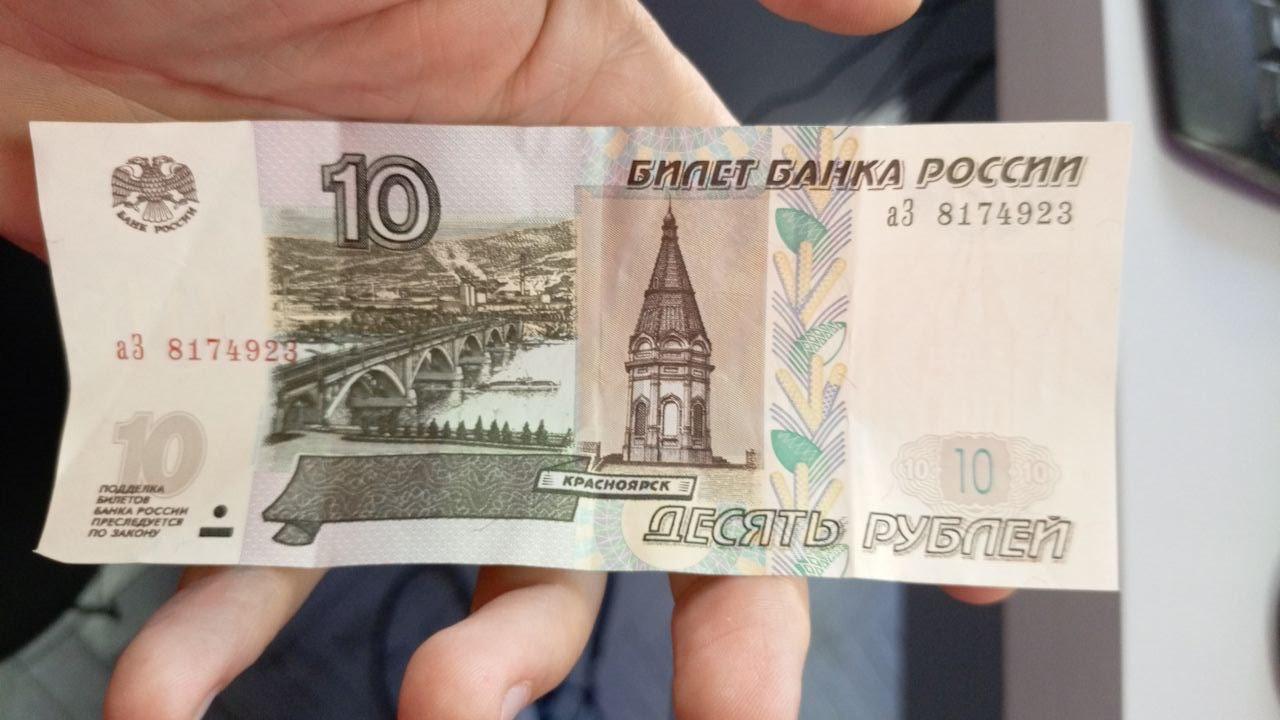 БАНК РОССИИ
10
БИЛЕТ БАНКА РОССИИ
аЗ 8174923
аЗ 8174923
10
ПОДДЕЛКА
БИЛЕТОВ
БАНКА РОССИИ
ПРЕСЛЕДУЕТСЯ
ПО ЗАКОНУ
КРАСНОЯРСК
10 10 10
ДЕСЯТЬ РУБЛЕЙ